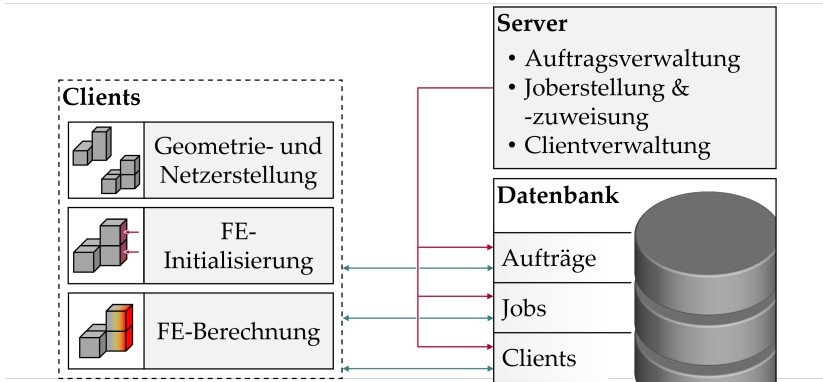 Server
• Auftragsverwaltung
• Joberstellung &
-zuweisung
• Clientverwaltung
Clients
Geometrie- und
Netzerstellung
FE-
Initialisierung
FE-Berechnung
Datenbank
Aufträge
Jobs
Clients